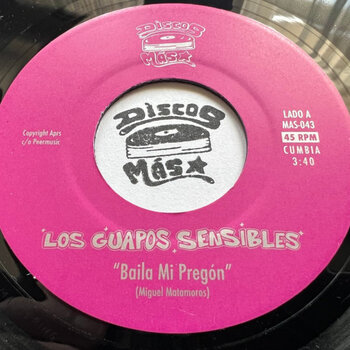 Discos
MÁS
LADO A
MAS-043
45 RPM
CUMBIA
3:40
Copyright Aprs
c/o Peermusic
Discos
MÁS
LOS GUAPOS SENSIBLES
"Baila Mi Pregón"
(Miguel Matamoros)